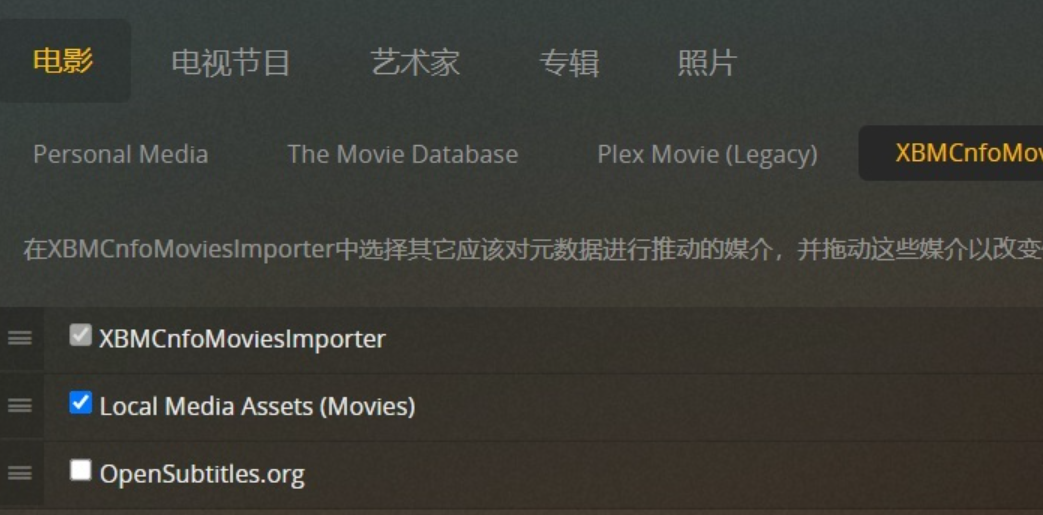 电影 电视节目 艺术家 专辑 照片
Personal Media The Movie Database Plex Movie (Legacy) XBMCnfoMov
在XBMCnfoMoviesImporter中选择其它应该对元数据进行推动的媒介，并拖动这些媒介以改变
XBMCnfoMoviesImporter
Local Media Assets (Movies)
OpenSubtitles.org